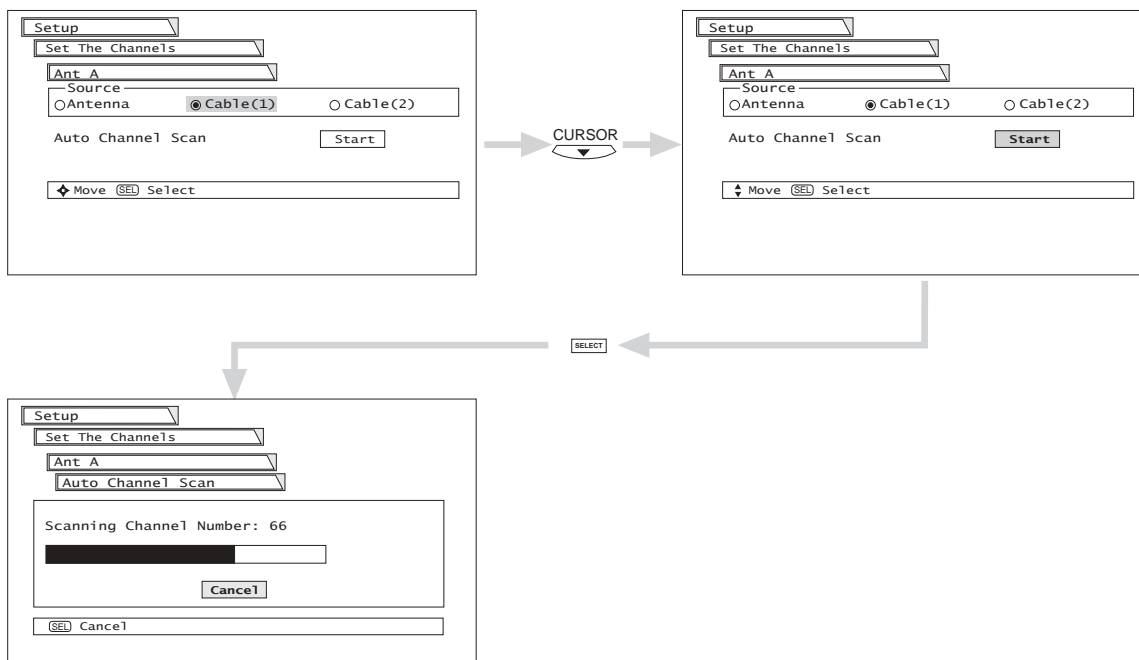 Setup
Set The Channels
Ant A
Source
Antenna Cable(1) Cable(2)
Auto Channel Scan Start
Move SEL Select
CURSOR
Setup
Set The Channels
Ant A
Source
Antenna Cable(1) Cable(2)
Auto Channel Scan Start
Move SEL Select
SELECT
Setup
Set The Channels
Ant A
Auto Channel Scan
Scanning Channel Number: 66
Cancel
SEL Cancel